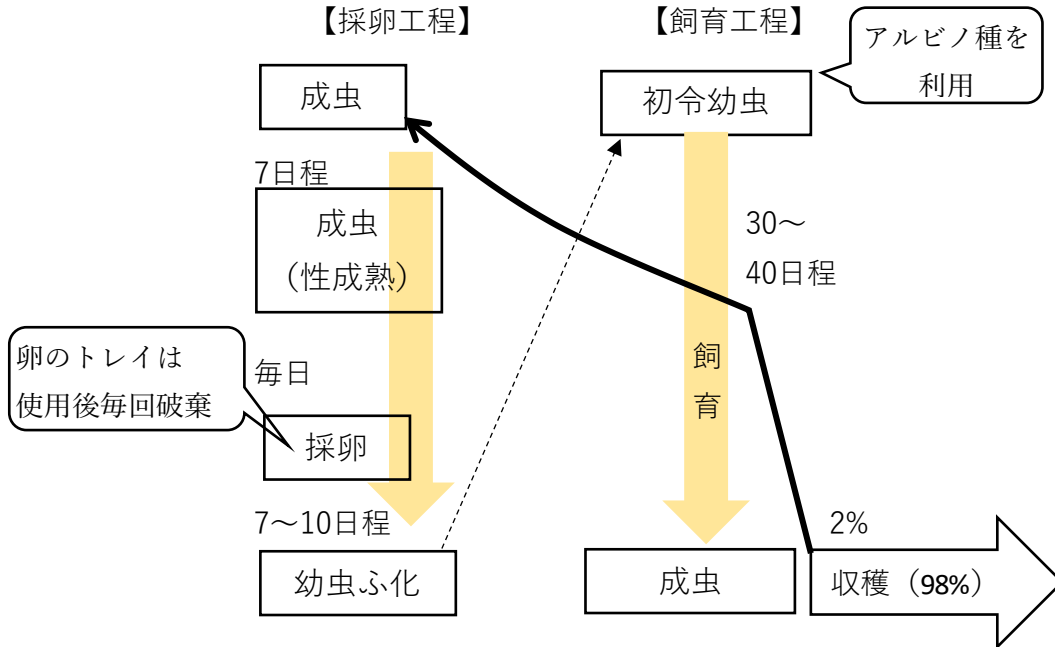 【採卵工程】
【飼育工程】
アルビノ種を
利用
成虫
初令幼虫
7日程
成虫
（性成熟）
30～
40日程
卵のトレイは
使用後毎回破棄
毎日
飼
育
採卵
7～10日程
2%
幼虫ふ化
成虫
収穫（98%）